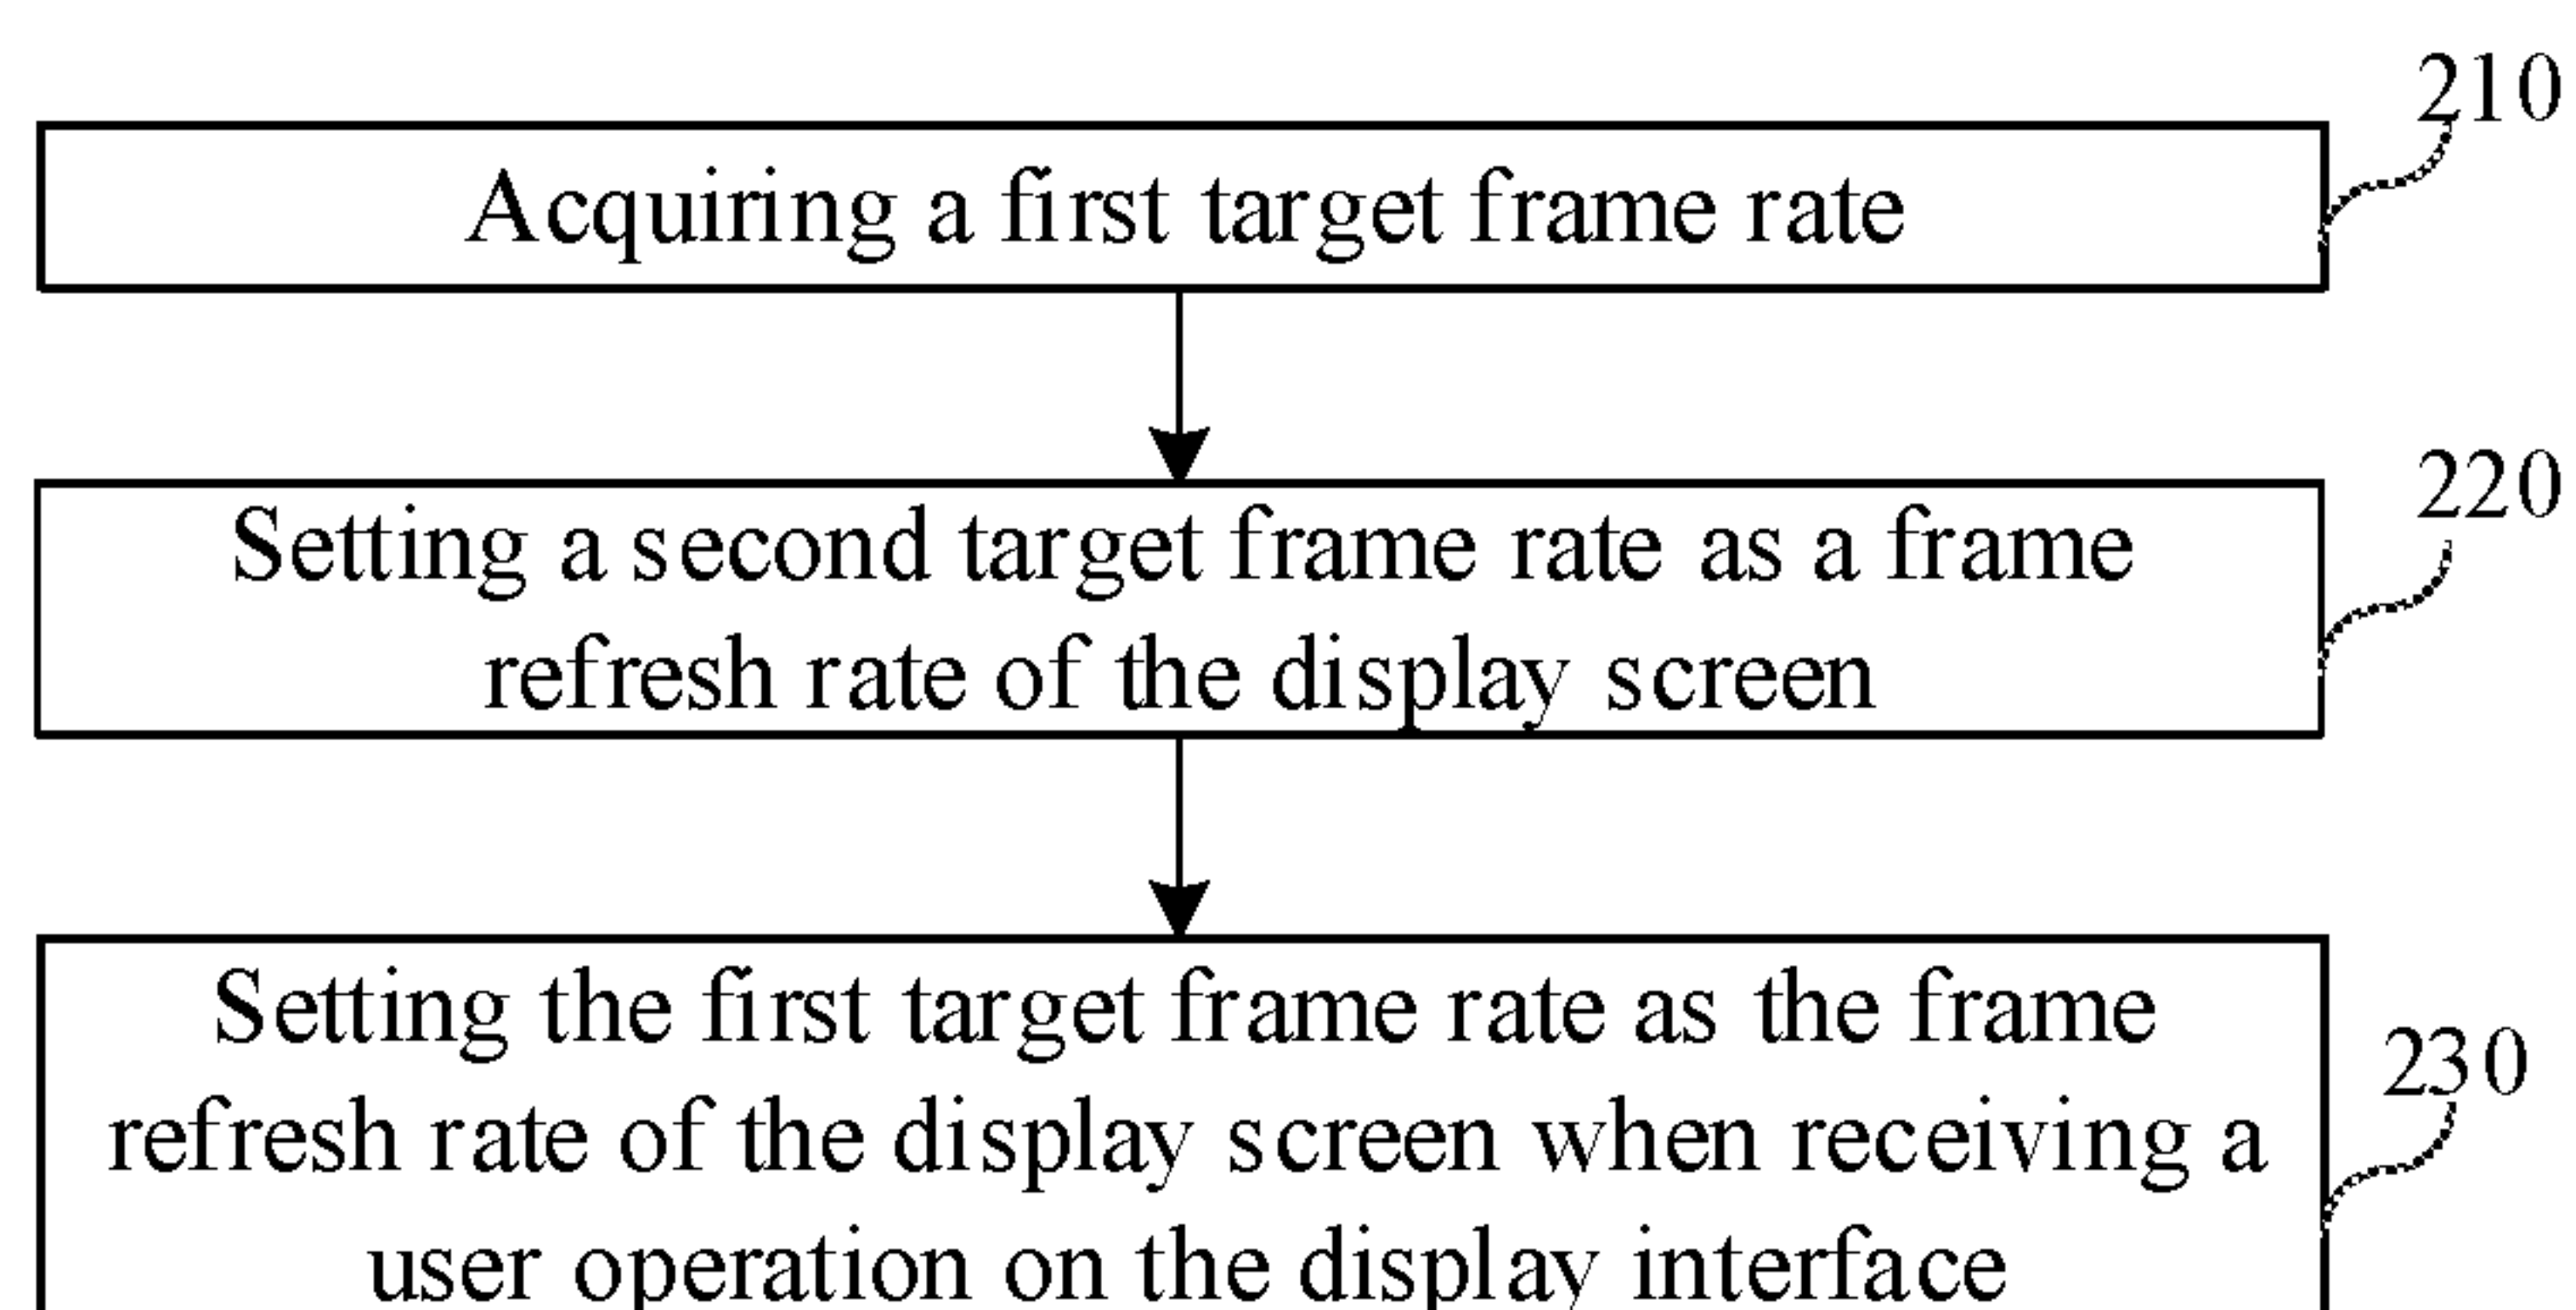 210
Acquiring a first target frame rate
220
Setting a second target frame rate as a frame
refresh rate of the display screen
Setting the first target frame rate as the frame
230
refresh rate of the display screen when receiving a
user operation on the display interface